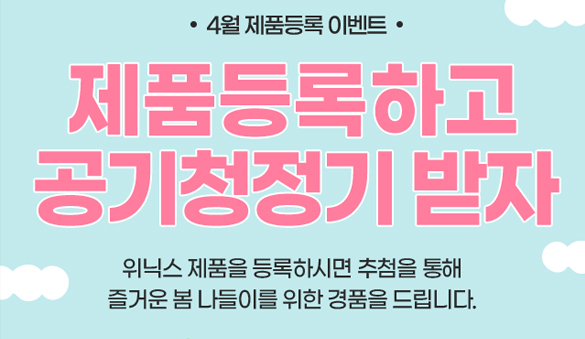 • 4월 제품등록 이벤트 •
제품등록하고
공기청정기 받자
위닉스 제품을 등록하시면 추첨을 통해
즐거운 봄 나들이를 위한 경품을 드립니다.